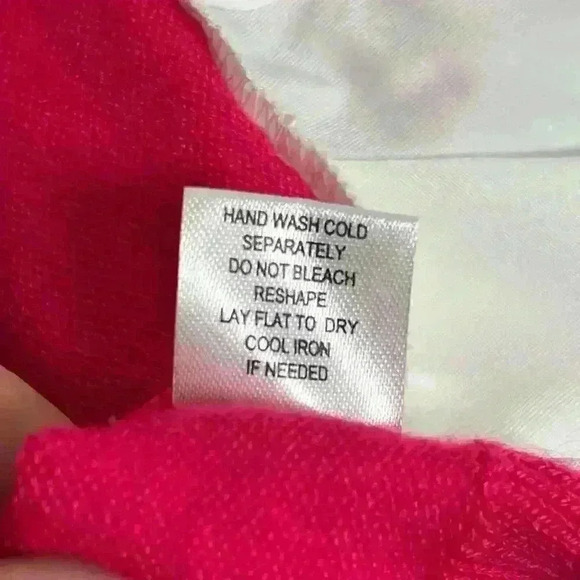 HAND WASH COLD
SEPARATELY
DO NOT BLEACH
RESHAPE
LAY FLAT TO DRY
COOL IRON
IF NEEDED